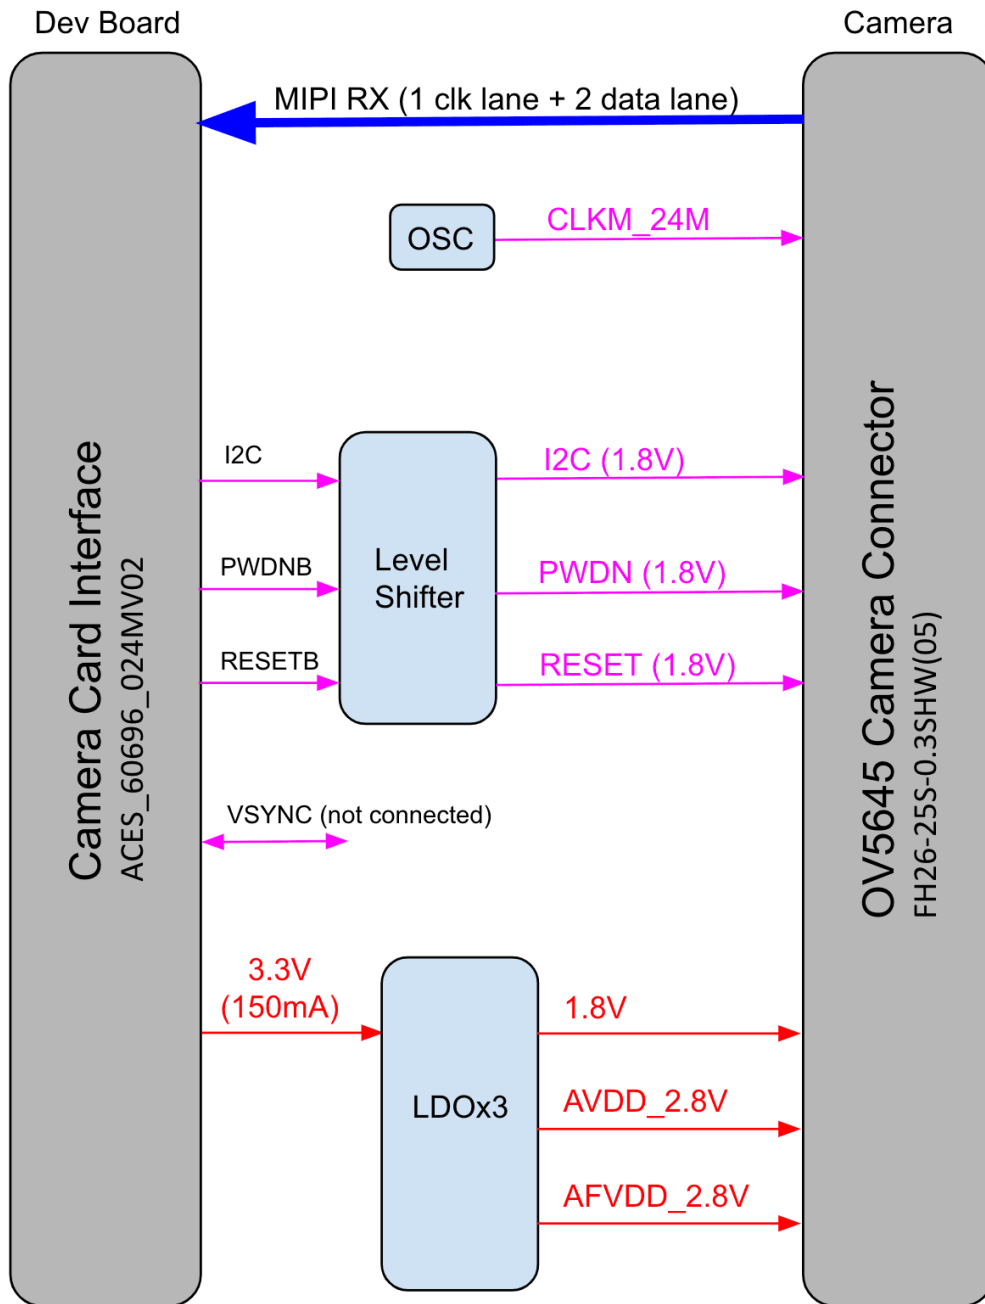 Dev Board
Camera
MIPI RX (1 clk lane + 2 data lane)
OSC
CLKM_24M
Camera Card Interface
ACES_60696_024MV02
I2C
PWDNB
RESETB
Level
Shifter
I2C (1.8V)
PWDN (1.8V)
RESET (1.8V)
OV5645 Camera Connector
FH26-25S-0.3SHW(05)
VSYNC (not connected)
3.3V
(150mA)
LDOx3
1.8V
AVDD_2.8V
AFVDD_2.8V